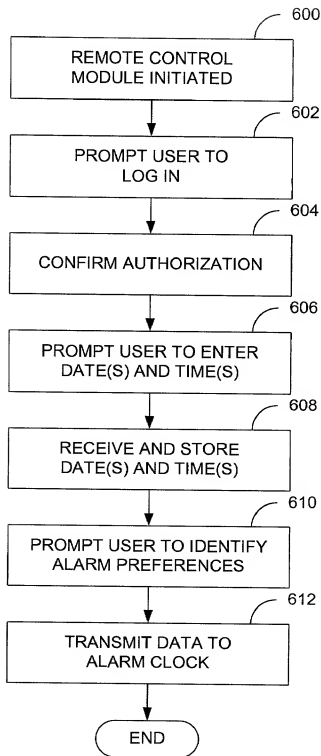 600
REMOTE CONTROL
MODULE INITIATED
602
PROMPT USER TO
LOG IN
604
CONFIRM AUTHORIZATION
606
PROMPT USER TO ENTER
DATE(S) AND TIME(S)
608
RECEIVE AND STORE
DATE(S) AND TIME(S)
610
PROMPT USER TO IDENTIFY
ALARM PREFERENCES
612
TRANSMIT DATA TO
ALARM CLOCK
END